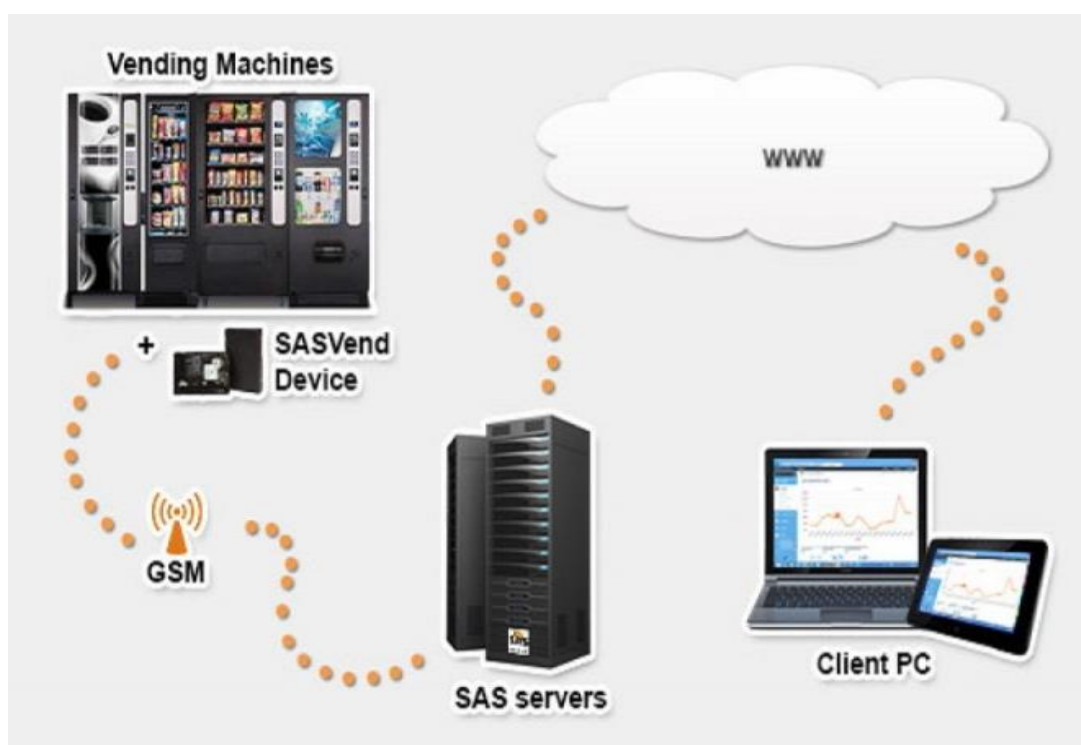 Vending Machines
WWW
+
SASVend
Device
GSM
SAS servers
Client PC